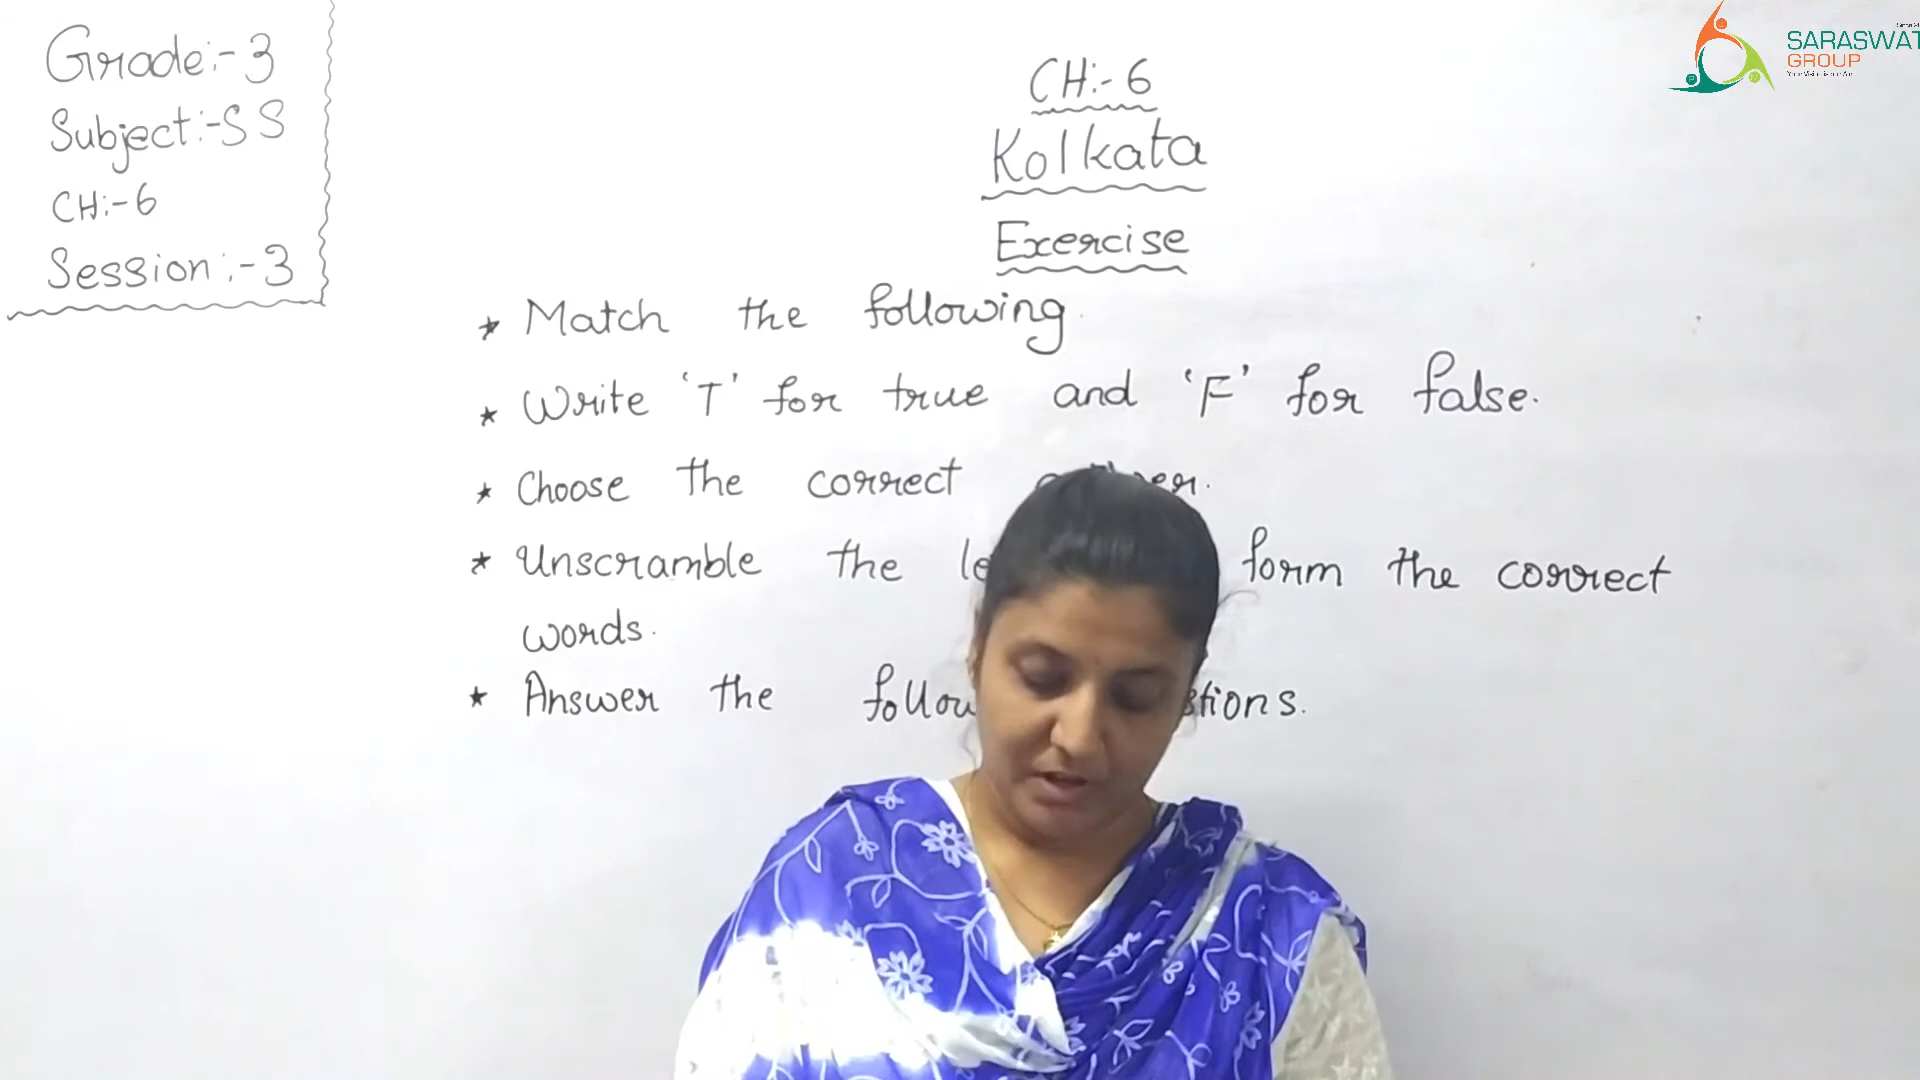 Grade:-3
Subject:-SS
CH:-6
Session:-3
CH:-6
Kolkata
Exercise
* Match the following
* Write 'T' for true and 'F' for false.
* Choose the correct
* Unscramble the form the correct
words.
* Answer the
SARASWAT
GROUP